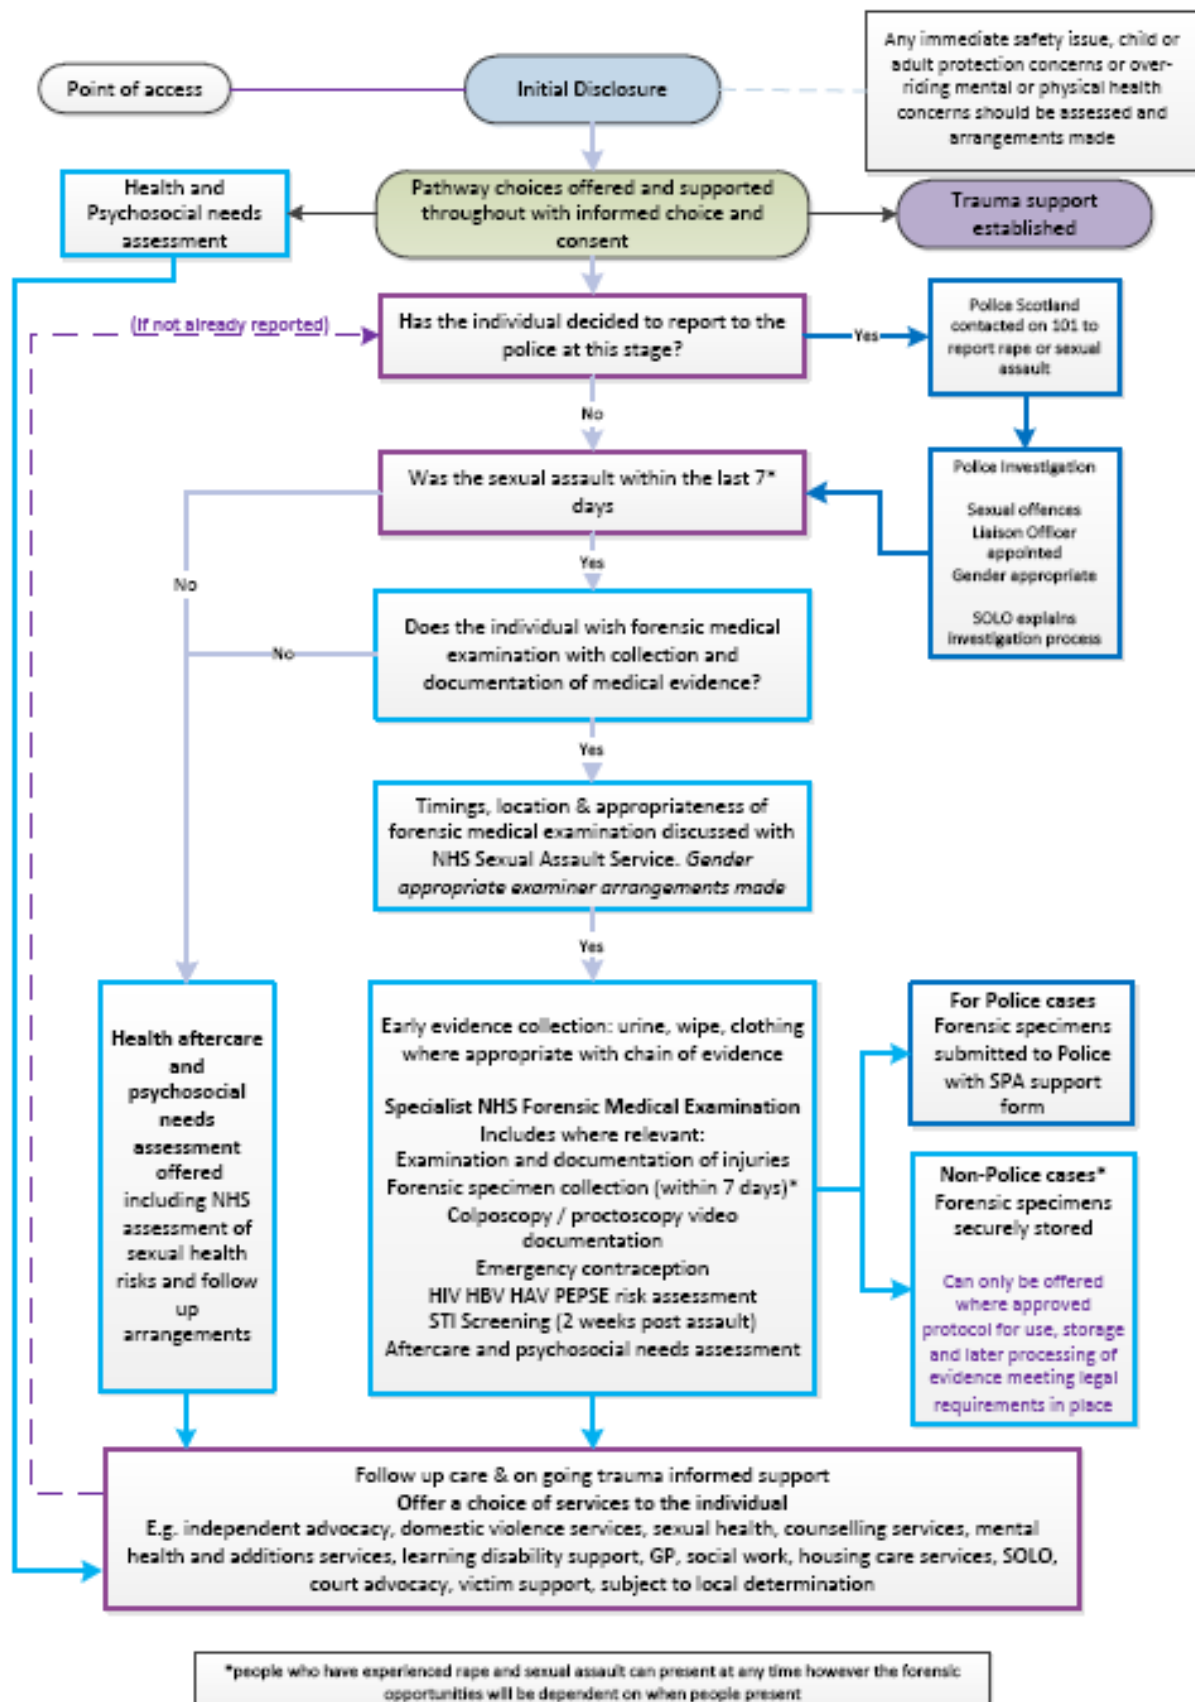 Point of access
Initial Disclosure
Any immediate safety issue, child or
adult protection concerns or over-
riding mental or physical health
concerns should be assessed and
arrangements made
Health and
Psychosocial needs
assessment
Pathway choices offered and supported
throughout with informed choice and
consent
Trauma support
established
(If not already reported)
Has the individual decided to report to the
police at this stage?
Yes
Police Scotland
contacted on 101 to
report rape or sexual
assault
No
Was the sexual assault within the last 7*
days
Police Investigation
Sexual offences
Liaison Officer
appointed
Gender appropriate
SOLO explains
investigation process
No
Yes
Does the individual wish forensic medical
examination with collection and
documentation of medical evidence?
No
Yes
Timings, location & appropriateness of
forensic medical examination discussed with
NHS Sexual Assault Service. Gender
appropriate examiner arrangements made
Yes
Health aftercare
and
psychosocial
needs
assessment
offered
including NHS
assessment of
sexual health
risks and follow
up
arrangements
Early evidence collection: urine, wipe, clothing
where appropriate with chain of evidence
Specialist NHS Forensic Medical Examination
Includes where relevant:
Examination and documentation of injuries
Forensic specimen collection (within 7 days)*
Colposcopy / proctoscopy video
documentation
Emergency contraception
HIV HBV HAV PEPSE risk assessment
STI Screening (2 weeks post assault)
Aftercare and psychosocial needs assessment
For Police cases
Forensic specimens
submitted to Police
with SPA support
form
Non-Police cases*
Forensic specimens
securely stored
Can only be offered
where approved
protocol for use, storage
and later processing of
evidence meeting legal
requirements in place
Follow up care & on going trauma informed support
Offer a choice of services to the individual
E.g. independent advocacy, domestic violence services, sexual health, counselling services, mental
health and additions services, learning disability support, GP, social work, housing care services, SOLO,
court advocacy, victim support, subject to local determination
*people who have experienced rape and sexual assault can present at any time however the forensic
opportunities will be dependent on when people present